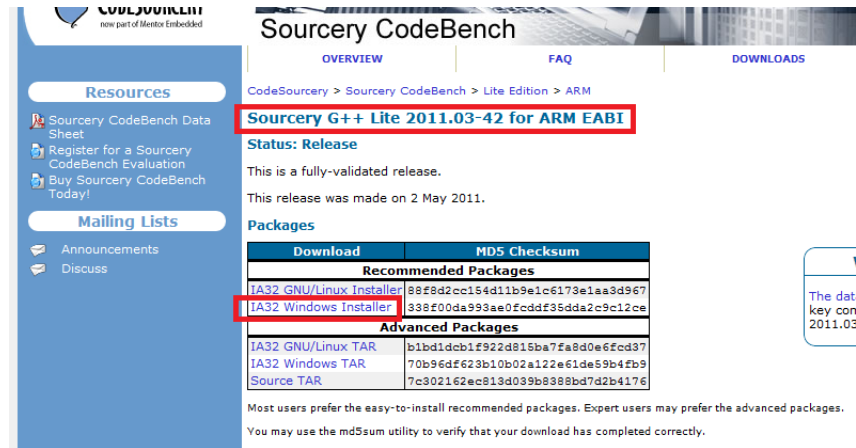 CODESOURCERY
now part of Mentor Embedded
Sourcery CodeBench
OVERVIEW
FAQ
DOWNLOADS
Resources
Sourcery CodeBench Data
Sheet
Register for a Sourcery
CodeBench Evaluation
Buy Sourcery CodeBench
Today!
Mailing Lists
Announcements
Discuss
CodeSourcery > Sourcery CodeBench > Lite Edition > ARM
Sourcery G++ Lite 2011.03-42 for ARM EABI
Status: Release
This is a fully-validated release.
This release was made on 2 May 2011.
Packages
Download MD5 Checksum
Recommended Packages
IA32 GNU/Linux Installer 88f8d2cc154d11b9e1c6173e1aa3d967
IA32 Windows Installer 338f00da993ae0fcddf35dda2c9c12ce
Advanced Packages
IA32 GNU/Linux TAR b1bd1dcb1f922d815ba7fa8d0e6fcd37
IA32 Windows TAR 70b96df623b10b02a122e61de59b4fb9
Source TAR 7c302162ec813d039b8388bd7d2b4176
Most users prefer the easy-to-install recommended packages. Expert users may prefer the advanced packages.
You may use the md5sum utility to verify that your download has completed correctly.
The dat
key com
2011.03